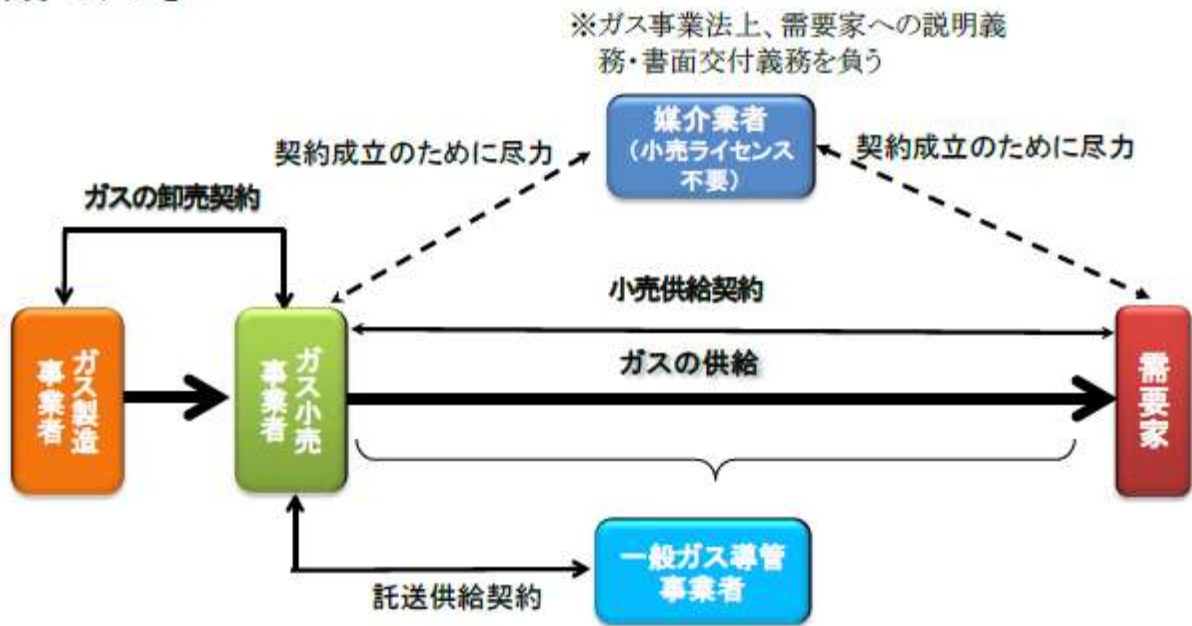 ※ガス事業法上、需要家への説明義
務・書面交付義務を負う
媒介業者
（小売ライセンス
不要）
契約成立のために尽力
契約成立のために尽力
ガスの卸売契約
小売供給契約
ガスの供給
ガス製造
事業者
ガス小売
事業者
需要家
一般ガス導管
事業者
託送供給契約